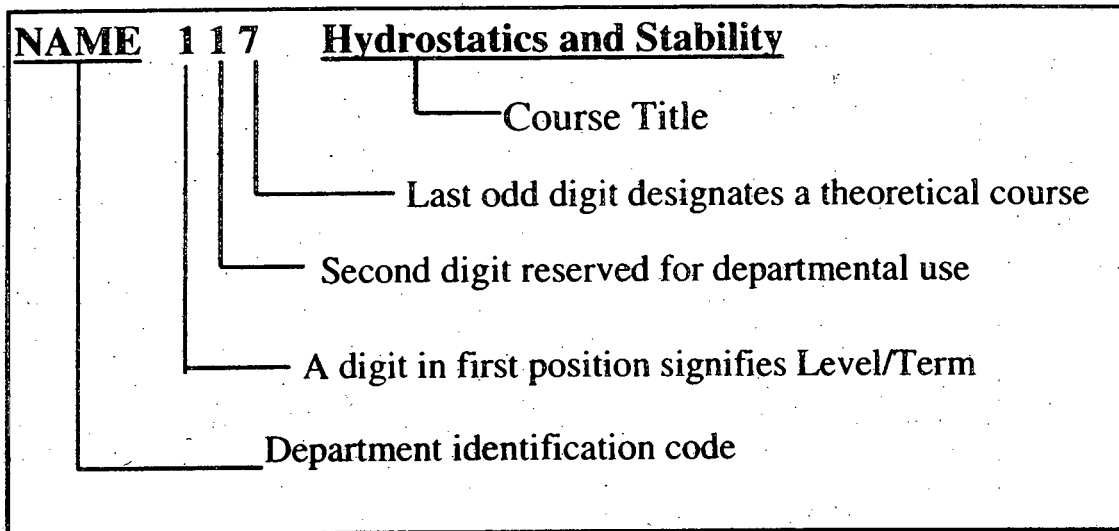 NAME 1 1 7 Hydrostatics and Stability
Course Title
Last odd digit designates a theoretical course
Second digit reserved for departmental use
A digit in first position signifies Level/Term
Department identification code